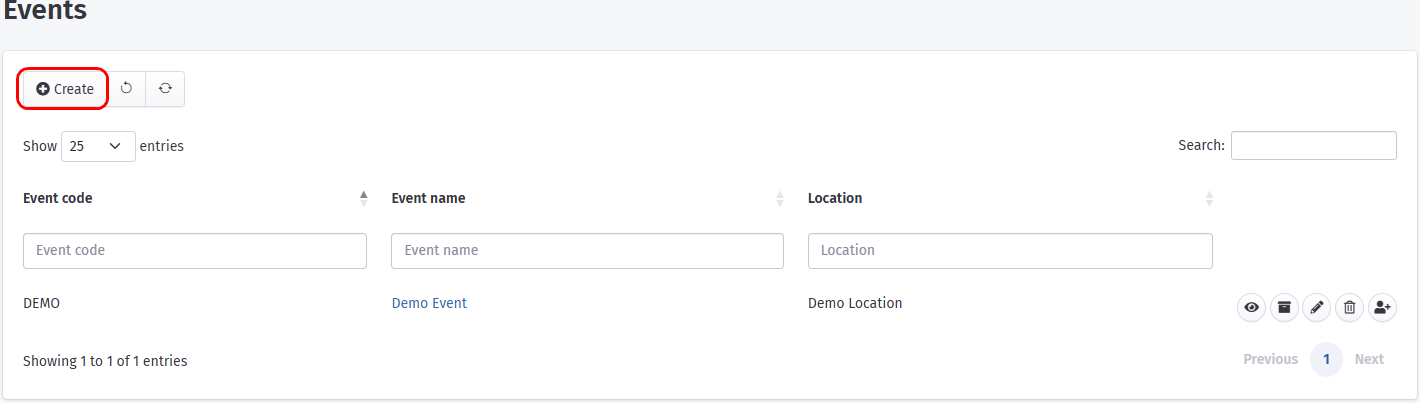 Events
Create
Show 25 entries
Search:
Event code Event name Location
Event code Event name Location
DEMO Demo Event Demo Location
Showing 1 to 1 of 1 entries
Previous 1 Next